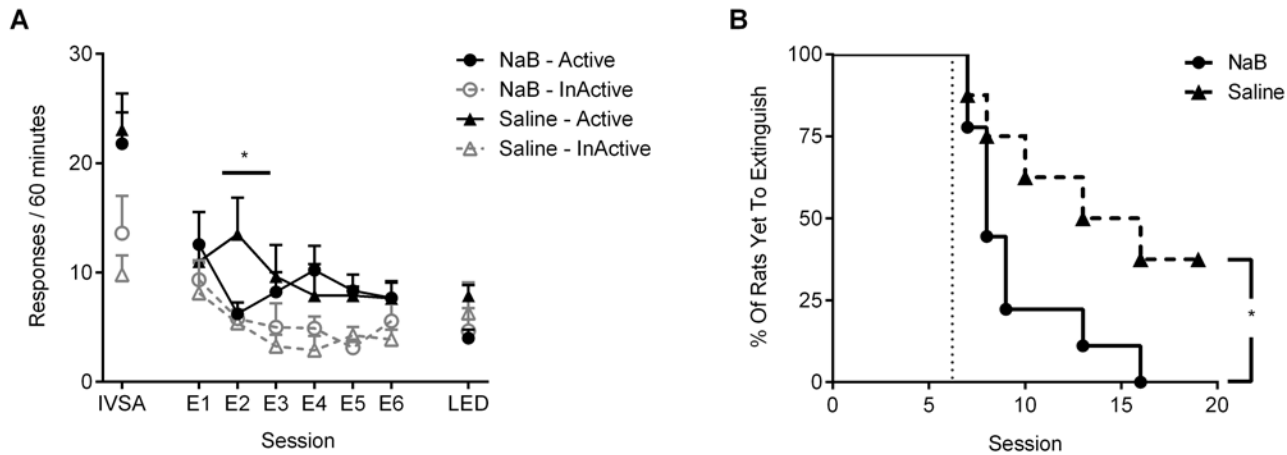 A
30
20
10
0
Responses / 60 minutes
*
IVSA E1 E2 E3 E4 E5 E6 LED
Session
NaB - Active
NaB - InActive
Saline - Active
Saline - InActive
B
100
75
50
25
0
% Of Rats Yet To Extinguish
0 5 10 15 20
Session
NaB
Saline
*